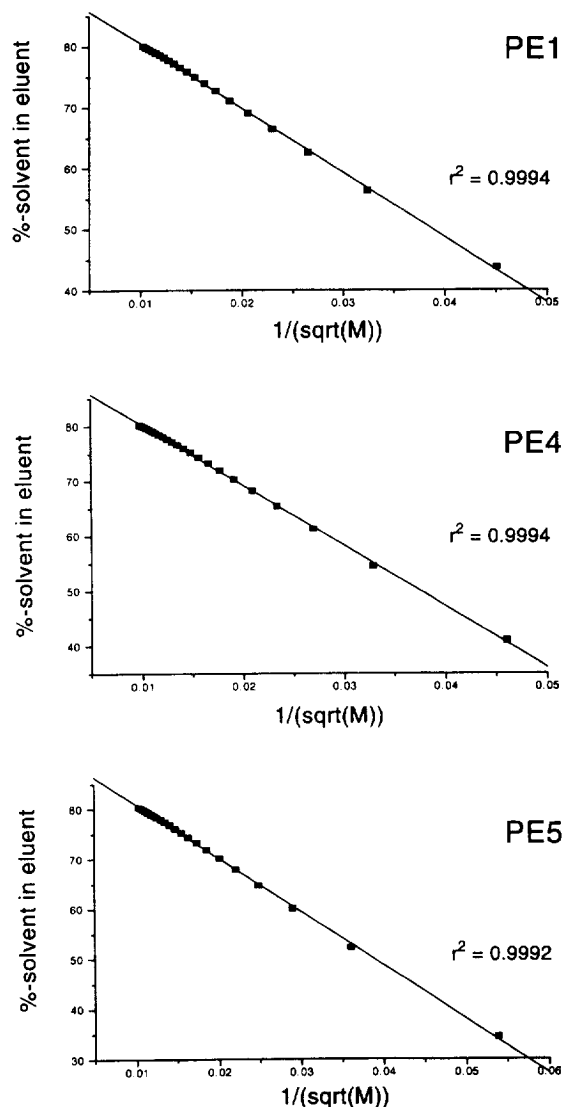 PE1
%-solvent in eluent
80
70
60
50
40
r² = 0.9994
0.01 0.02 0.03 0.04 0.05
1/(sqrt(M))
PE4
%-solvent in eluent
80
70
60
50
40
r² = 0.9994
0.01 0.02 0.03 0.04 0.05
1/(sqrt(M))
PE5
%-solvent in eluent
80
70
60
50
40
30
r² = 0.9992
0.01 0.02 0.03 0.04 0.05 0.06
1/(sqrt(M))